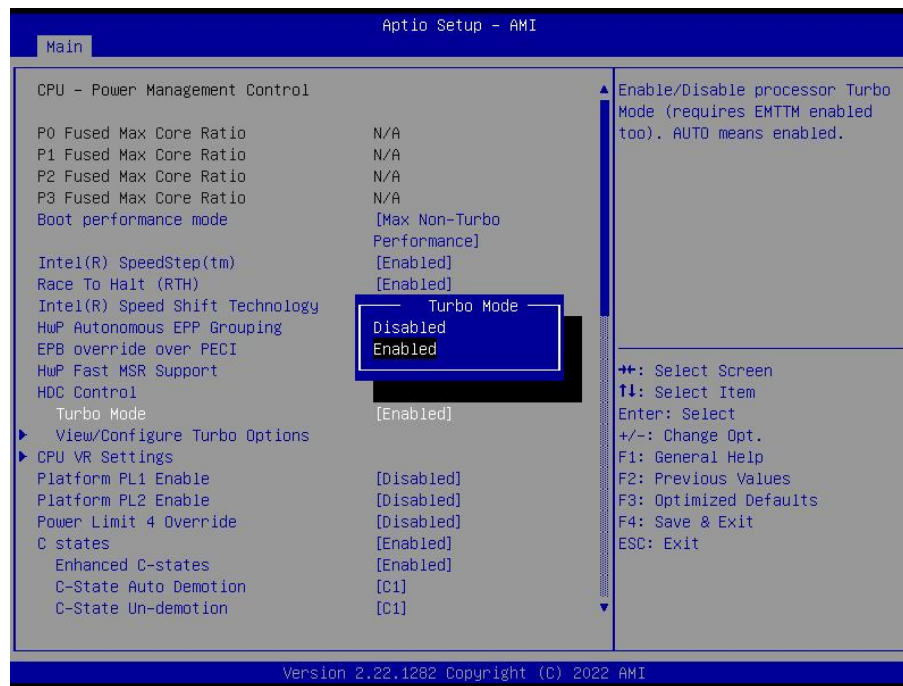 Aptio Setup - AMI
Main
CPU - Power Management Control
P0 Fused Max Core Ratio N/A
P1 Fused Max Core Ratio N/A
P2 Fused Max Core Ratio N/A
P3 Fused Max Core Ratio N/A
Boot performance mode [Max Non-Turbo
Performance]
Intel(R) SpeedStep(tm) [Enabled]
Race To Halt (RTH) [Enabled]
Intel(R) Speed Shift Technology
HwP Autonomous EPP Grouping
EPB override over PECI
HwP Fast MSR Support
HDC Control
Turbo Mode [Enabled]
View/Configure Turbo Options
CPU VR Settings
Platform PL1 Enable [Disabled]
Platform PL2 Enable [Disabled]
Power Limit 4 Override [Disabled]
C states [Enabled]
Enhanced C-states [Enabled]
C-State Auto Demotion [C1]
C-State Un-demotion [C1]
Turbo Mode
Disabled
Enabled
Enable/Disable processor Turbo
Mode (requires EMTTM enabled
too). AUTO means enabled.
→←: Select Screen
↑↓: Select Item
Enter: Select
+/-: Change Opt.
F1: General Help
F2: Previous Values
F3: Optimized Defaults
F4: Save & Exit
ESC: Exit
Version 2.22.1282 Copyright (C) 2022 AMI